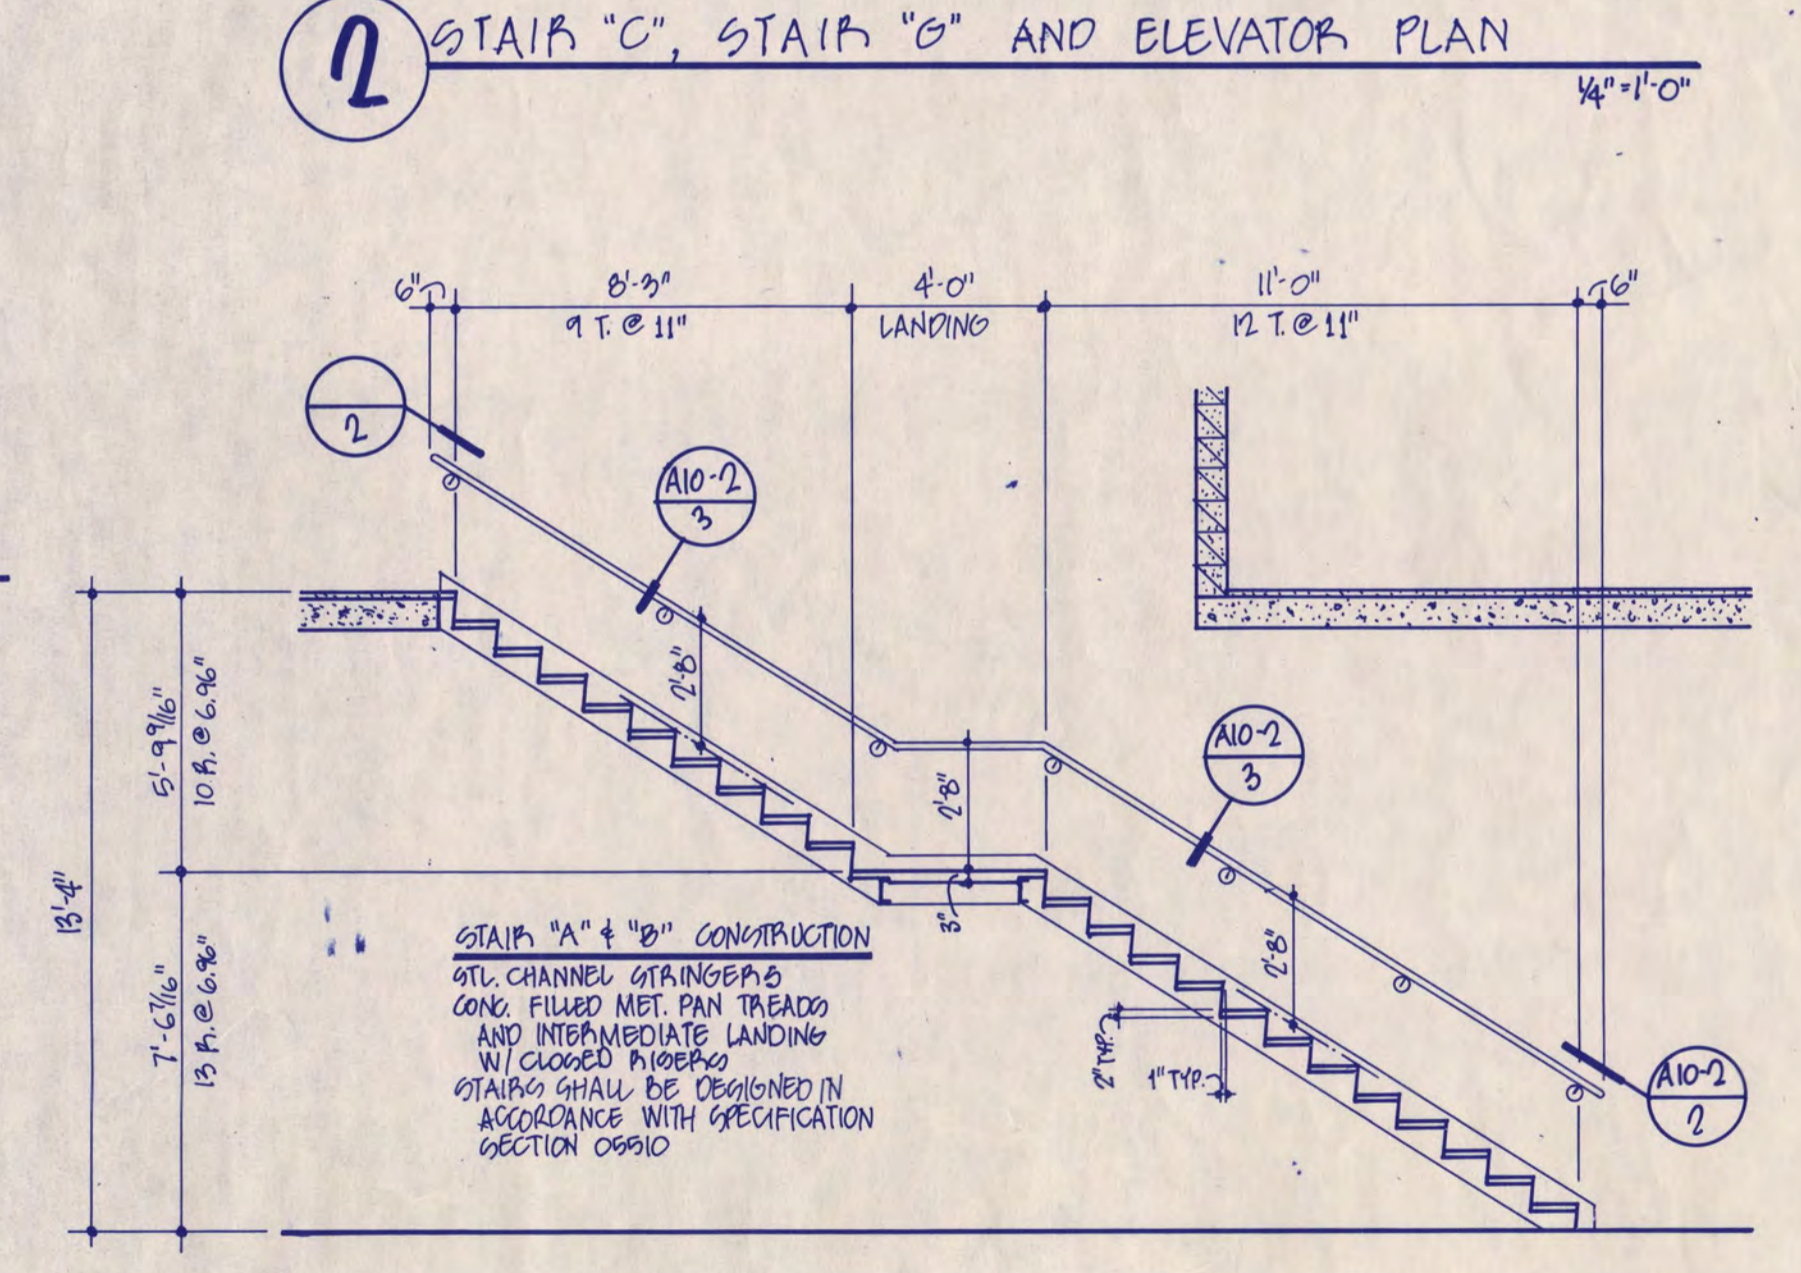 2
STAIR "C", STAIR "G" AND ELEVATOR PLAN
1/4" = 1'-0"
6"
8'-3"
4'-0"
11'-0"
6"
9 T. @ 11"
LANDING
12 T. @ 11"
2
A10-2
3
2'-8"
5'-9 9/16"
10 R. @ 6.96"
A10-2
3
2'-8"
13'-4"
3"
STAIR "A" & "B" CONSTRUCTION
STL. CHANNEL STRINGERS
CONC. FILLED MET. PAN TREADS
AND INTERMEDIATE LANDING
W/ CLOSED RISERS
STAIRS SHALL BE DESIGNED IN
ACCORDANCE WITH SPECIFICATION
SECTION 05510
7'-6 7/16"
13 R. @ 6.96"
2'-8"
2" TYP.
1" TYP.
A10-2
2